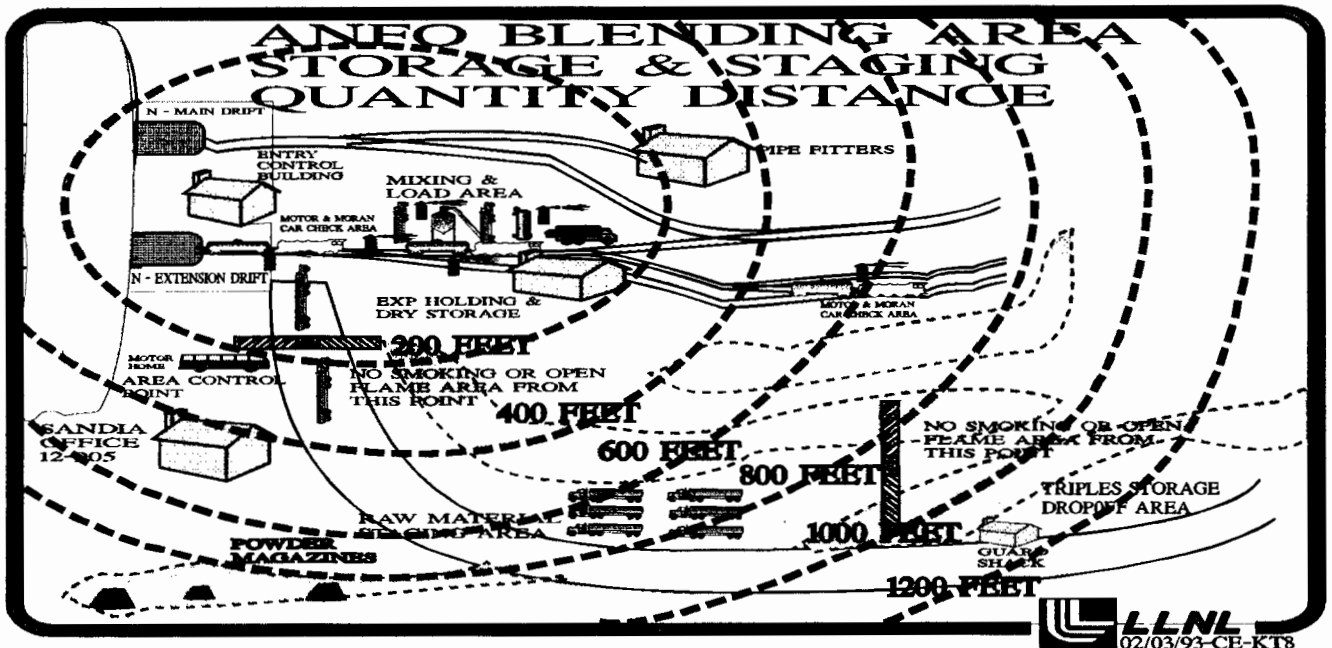 ANFO BLENDING AREA
STORAGE & STAGING
QUANTITY DISTANCE
N - MAIN DRIFT
ENTRY
CONTROL
BUILDING
PIPE FITTERS
MIXING &
LOAD AREA
MOTOR & MORAN
CAR CHECK AREA
N - EXTENSION DRIFT
EXP HOLDING &
DRY STORAGE
MOTOR & MORAN
CAR CHECK AREA
200 FEET
MOTOR
HOME
AREA CONTROL
POINT
NO SMOKING OR OPEN
FLAME AREA FROM
THIS POINT
400 FEET
SANDIA
OFFICE
12-905
NO SMOKING OR OPEN
FLAME AREA FROM
THIS POINT
600 FEET
800 FEET
TRIPLES STORAGE
DROPOFF AREA
RAW MATERIAL
STAGING AREA
1000 FEET
POWDER
MAGAZINES
GUARD
SHACK
1200 FEET
LLNL
02/03/93-CE-KT8